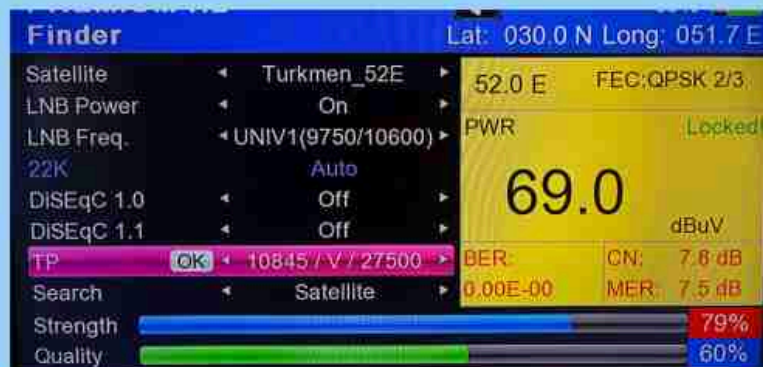 Finder Lat: 030.0 N Long: 051.7 E
Satellite Turkmen_52E
LNB Power On
LNB Freq. UNIV1(9750/10600)
22K Auto
DiSEqC 1.0 Off
DiSEqC 1.1 Off
TP OK 10845 / V / 27500
Search Satellite
52.0 E FEC:QPSK 2/3
PWR Locked!
69.0
dBuV
BER: CN: 7.6 dB
0.00E-00 MER: 7.5 dB
Strength 79%
Quality 60%